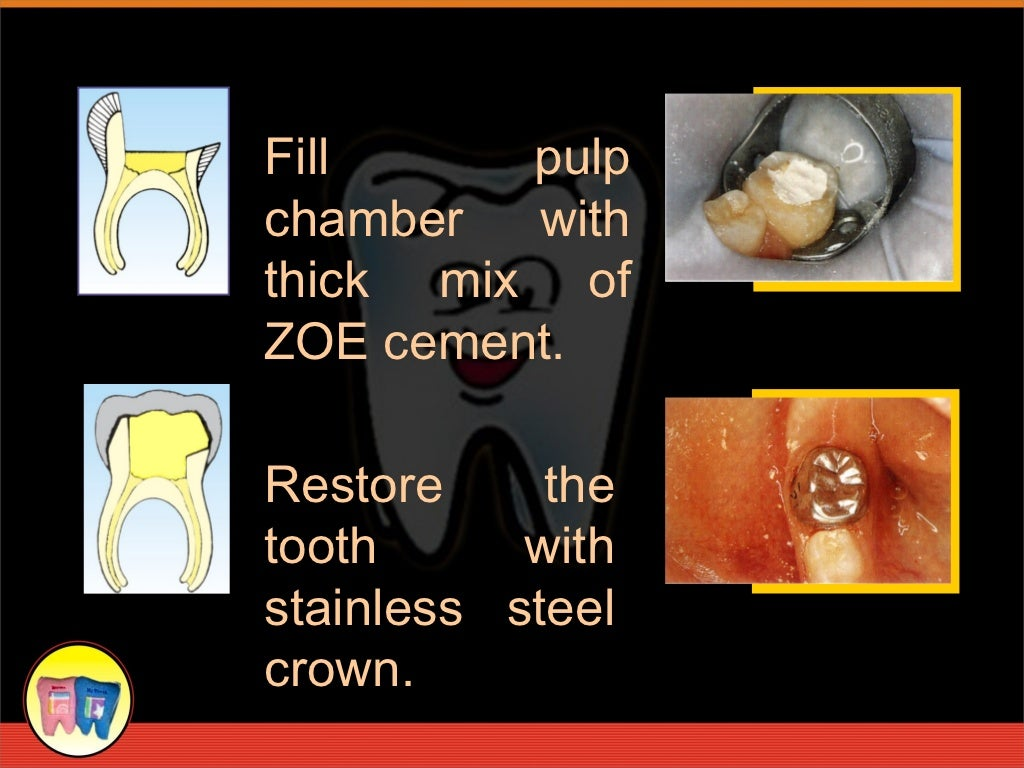 Fill pulp
chamber with
thick mix of
ZOE cement.
Restore the
tooth with
stainless steel
crown.